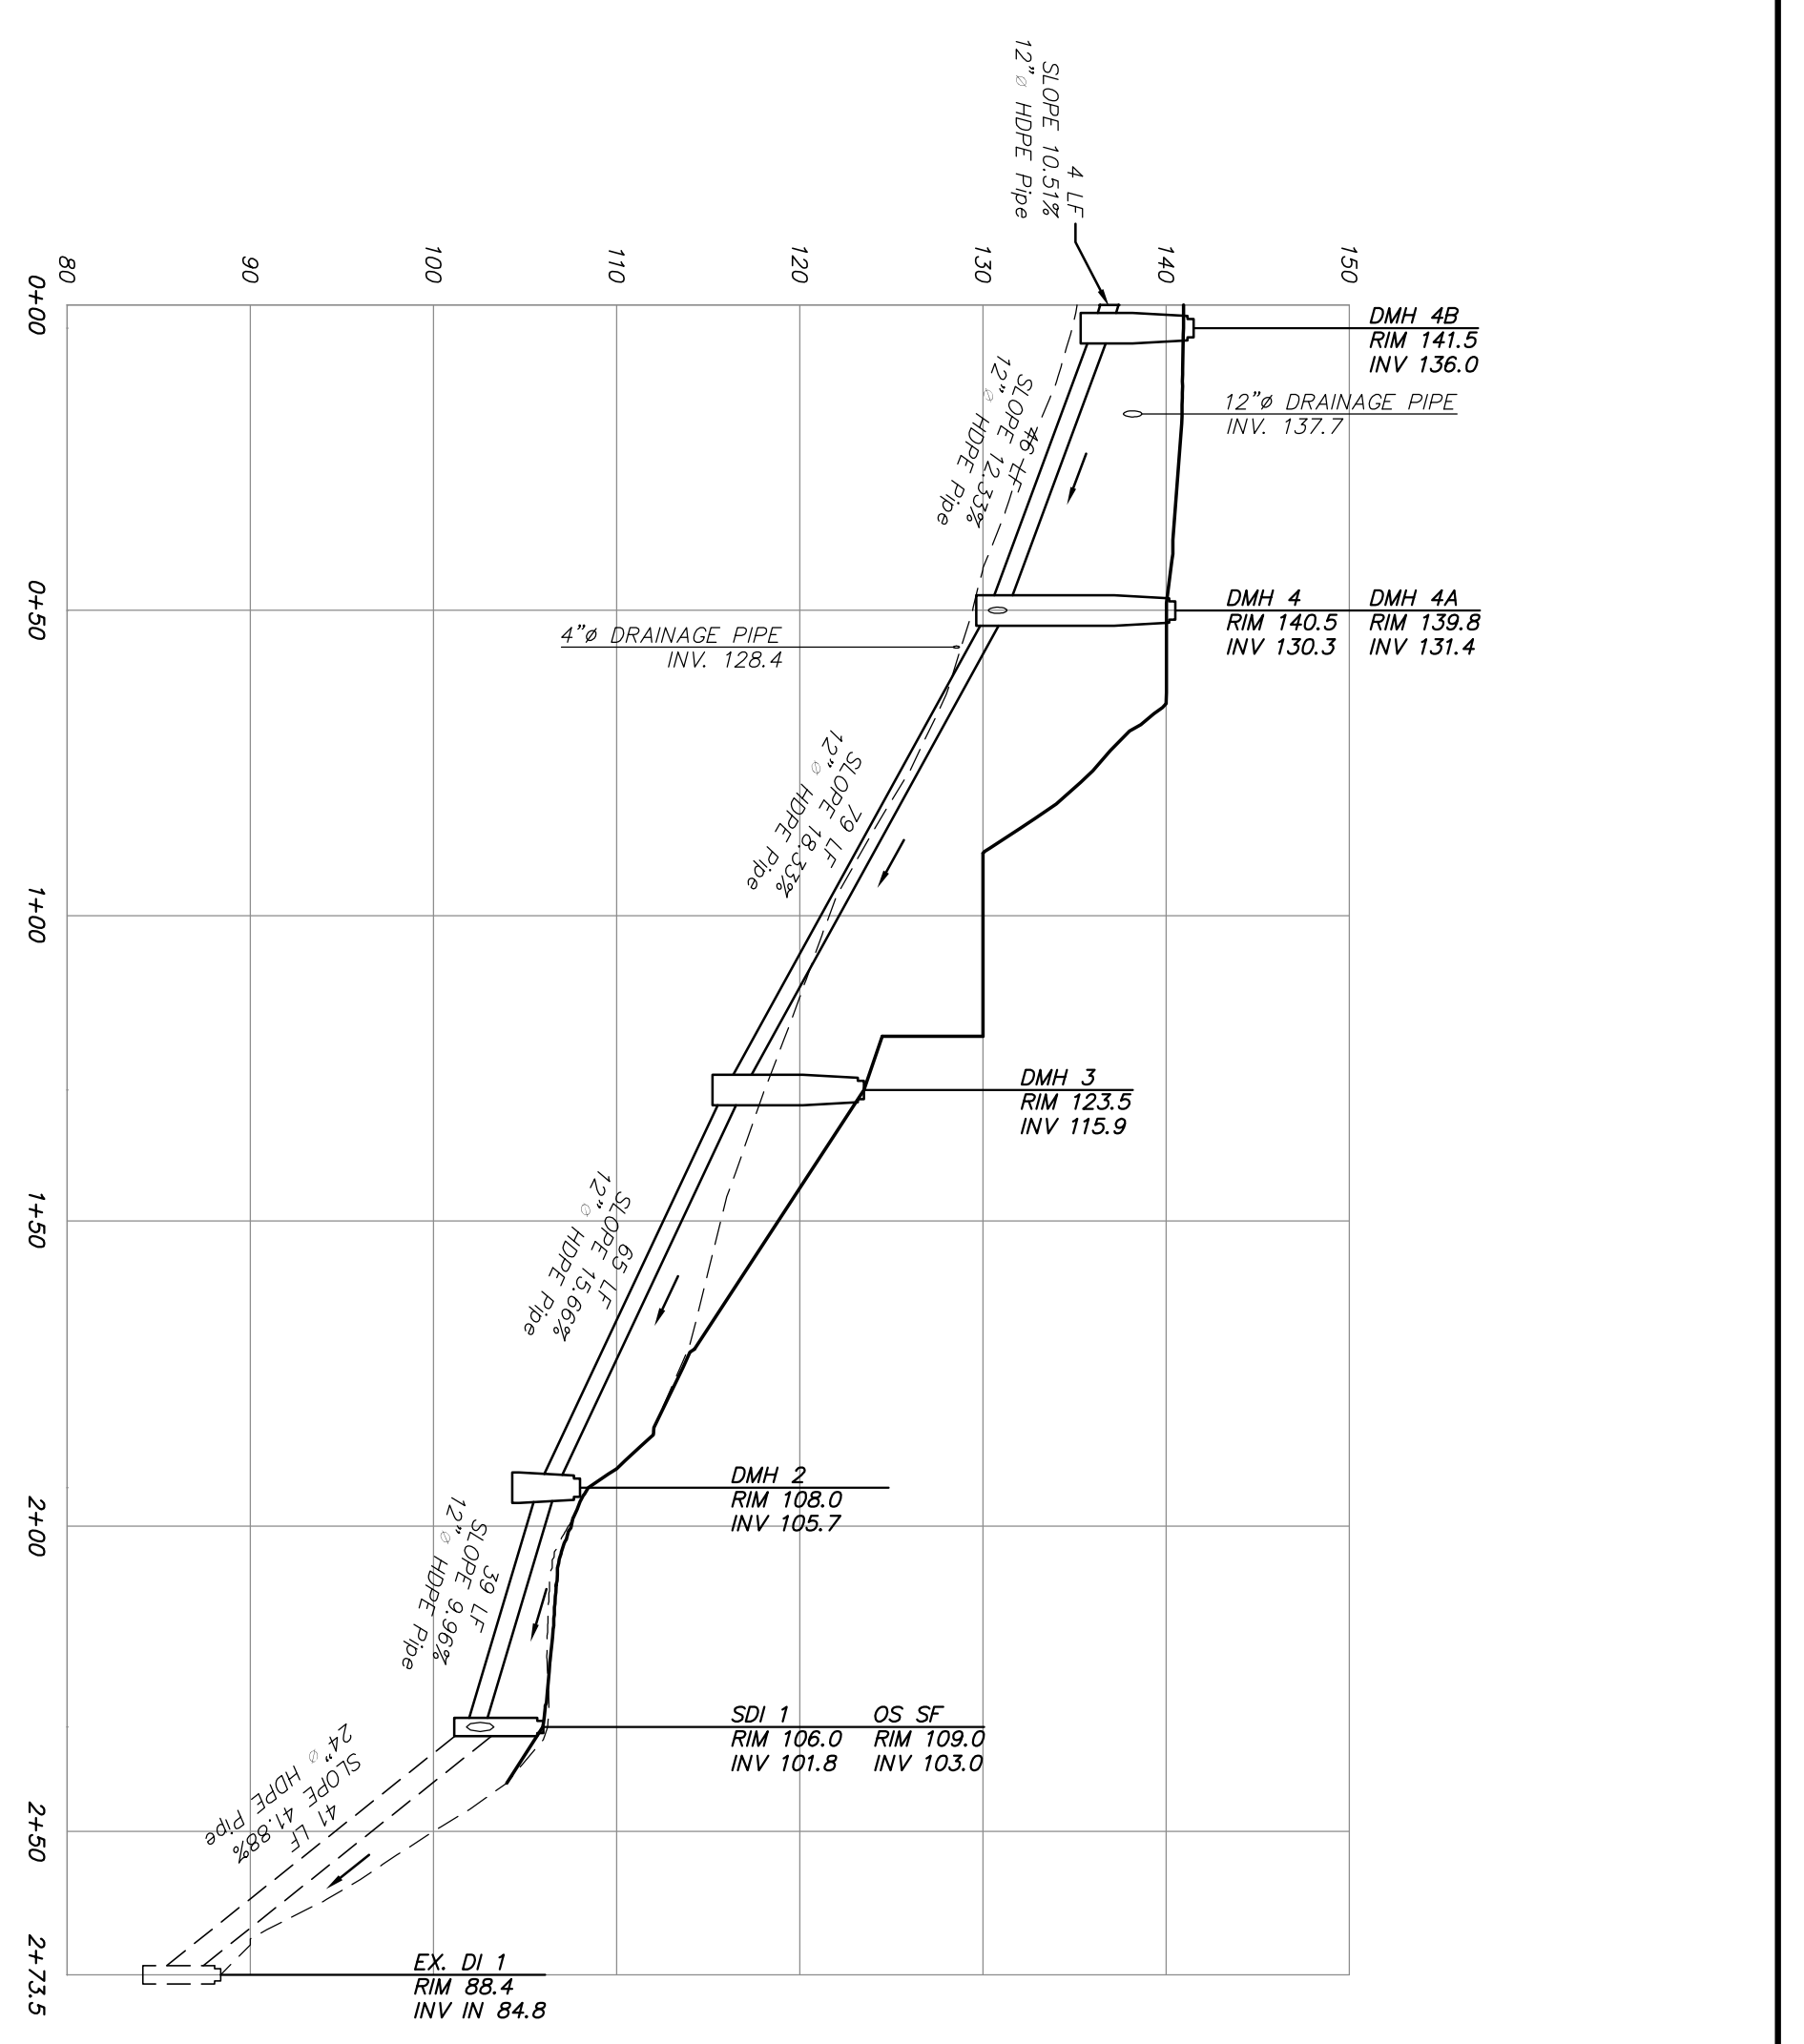 4 LF
SLOPE 10.51%
12"ø HDPE Pipe
80
90
100
110
120
130
140
150
0+00
0+50
1+00
1+50
2+00
2+50
2+73.5
DMH 4B
RIM 141.5
INV 136.0
12"ø DRAINAGE PIPE
INV. 137.7
46 LF
SLOPE 12.33%
12"ø HDPE Pipe
DMH 4
RIM 140.5
INV 130.3
DMH 4A
RIM 139.8
INV 131.4
4"ø DRAINAGE PIPE
INV. 128.4
79 LF
SLOPE 18.33%
12"ø HDPE Pipe
DMH 3
RIM 123.5
INV 115.9
65 LF
SLOPE 15.66%
12"ø HDPE Pipe
DMH 2
RIM 108.0
INV 105.7
39 LF
SLOPE 9.96%
12"ø HDPE Pipe
SDI 1
RIM 106.0
INV 101.8
OS SF
RIM 109.0
INV 103.0
41 LF
SLOPE 41.88%
24"ø HDPE Pipe
EX. DI 1
RIM 88.4
INV IN 84.8